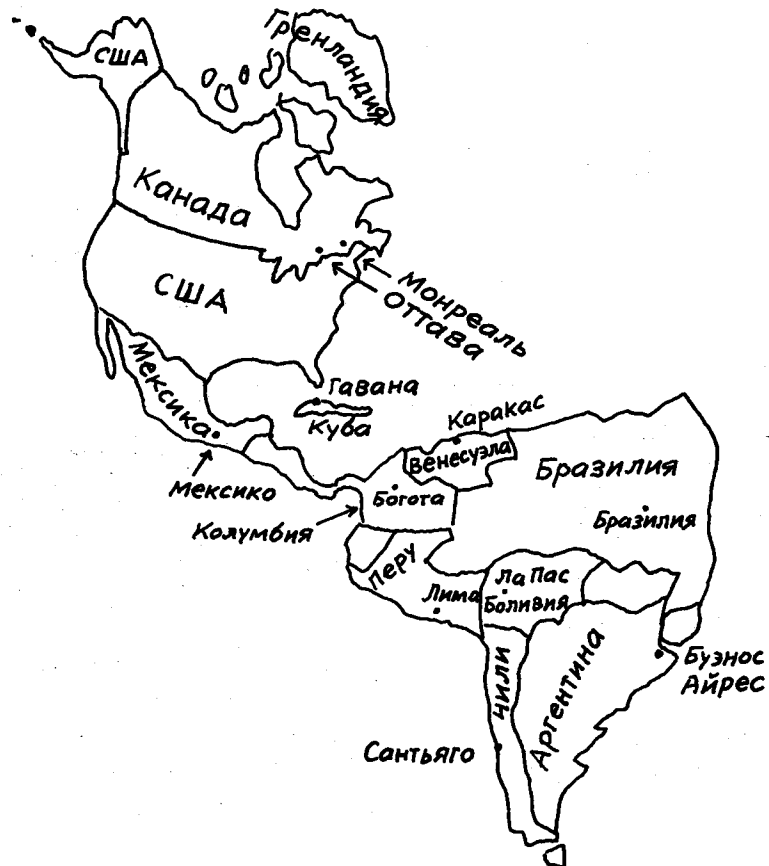 Гренландия
США
Канада
США
Монреаль
Оттава
Мексика
Гавана
Куба
Мексико
Каракас
Венесуэла
Бразилия
Богота
Колумбия
Бразилия
Перу
Лима
Ла Пас
Боливия
Чили
Аргентина
Буэнос
Айрес
Сантьяго